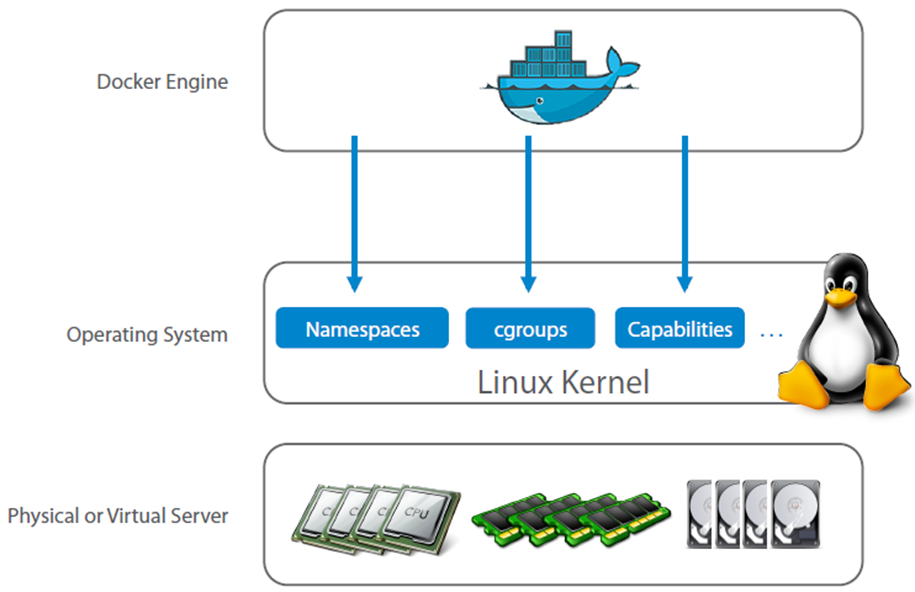 Docker Engine
Operating System
Namespaces
cgroups
Capabilities
...
Linux Kernel
Physical or Virtual Server
C
C
C
CPU